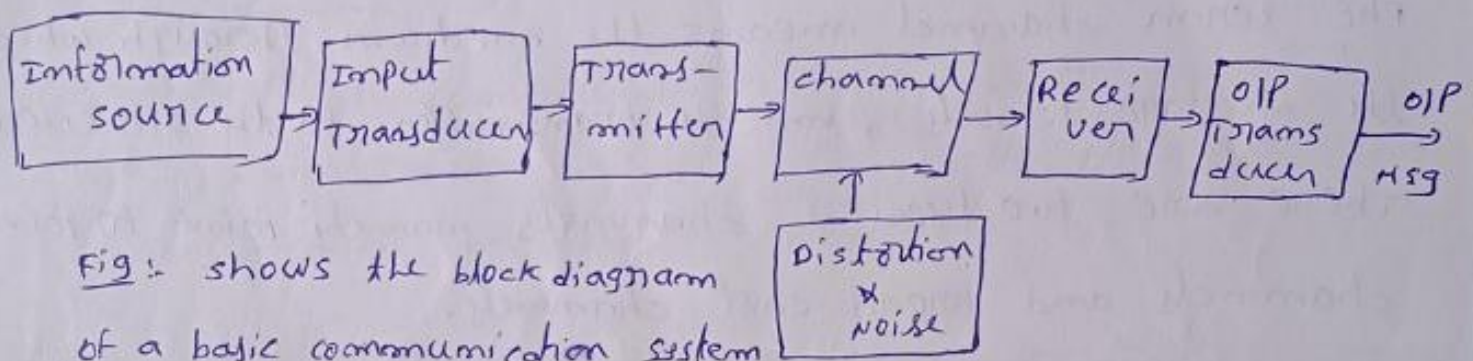 Information
source
Input
Transducer
Trans-
mitter
channel
Recei
ver
O/P
Trans
ducer
O/P
Msg
Distortion
&
Noise
Fig :- shows the block diagram
of a basic communication system